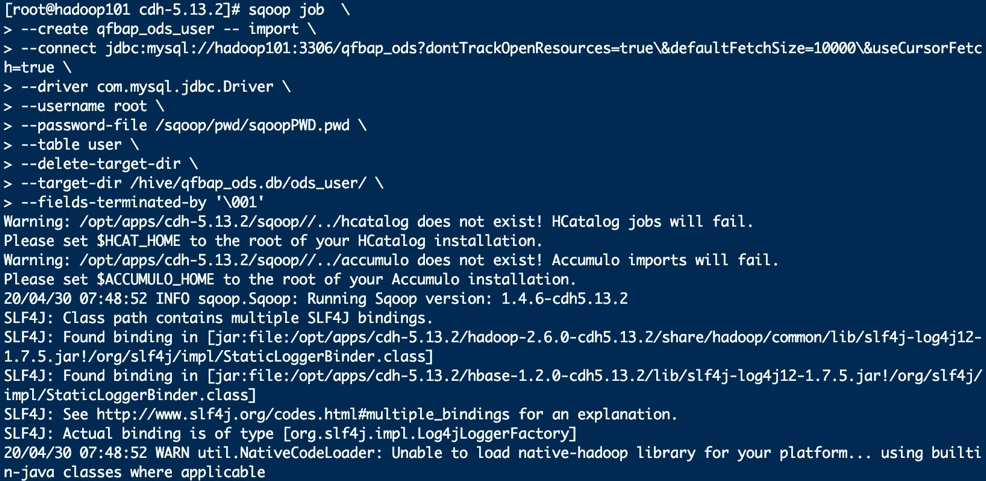 [root@hadoop101 cdh-5.13.2]# sqoop job  \
> --create qfbap_ods_user -- import \
> --connect jdbc:mysql://hadoop101:3306/qfbap_ods?dontTrackOpenResources=true\&defaultFetchSize=10000\&useCursorFetc
h=true \
> --driver com.mysql.jdbc.Driver \
> --username root \
> --password-file /sqoop/pwd/sqoopPWD.pwd \
> --table user \
> --delete-target-dir \
> --target-dir /hive/qfbap_ods.db/ods_user/ \
> --fields-terminated-by '\001'
Warning: /opt/apps/cdh-5.13.2/sqoop//../hcatalog does not exist! HCatalog jobs will fail.
Please set $HCAT_HOME to the root of your HCatalog installation.
Warning: /opt/apps/cdh-5.13.2/sqoop//../accumulo does not exist! Accumulo imports will fail.
Please set $ACCUMULO_HOME to the root of your Accumulo installation.
20/04/30 07:48:52 INFO sqoop.Sqoop: Running Sqoop version: 1.4.6-cdh5.13.2
SLF4J: Class path contains multiple SLF4J bindings.
SLF4J: Found binding in [jar:file:/opt/apps/cdh-5.13.2/hadoop-2.6.0-cdh5.13.2/share/hadoop/common/lib/slf4j-log4j12-
1.7.5.jar!/org/slf4j/impl/StaticLoggerBinder.class]
SLF4J: Found binding in [jar:file:/opt/apps/cdh-5.13.2/hbase-1.2.0-cdh5.13.2/lib/slf4j-log4j12-1.7.5.jar!/org/slf4j/
impl/StaticLoggerBinder.class]
SLF4J: See http://www.slf4j.org/codes.html#multiple_bindings for an explanation.
SLF4J: Actual binding is of type [org.slf4j.impl.Log4jLoggerFactory]
20/04/30 07:48:52 WARN util.NativeCodeLoader: Unable to load native-hadoop library for your platform... using builti
n-java classes where applicable